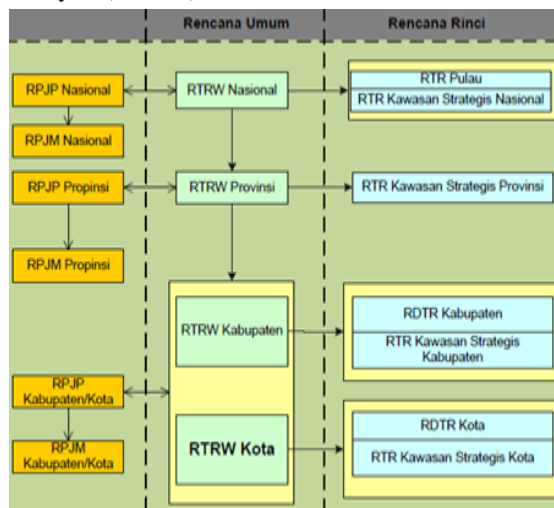 Rencana Umum
Rencana Rinci
RPJP Nasional
RTRW Nasional
RTR Pulau
RTR Kawasan Strategis Nasional
RPJM Nasional
RPJP Propinsi
RTRW Provinsi
RTR Kawasan Strategis Provinsi
RPJM Propinsi
RTRW Kabupaten
RDTR Kabupaten
RTR Kawasan Strategis
Kabupaten
RPJP
Kabupaten/Kota
RPJM
Kabupaten/Kota
RTRW Kota
RDTR Kota
RTR Kawasan Strategis Kota